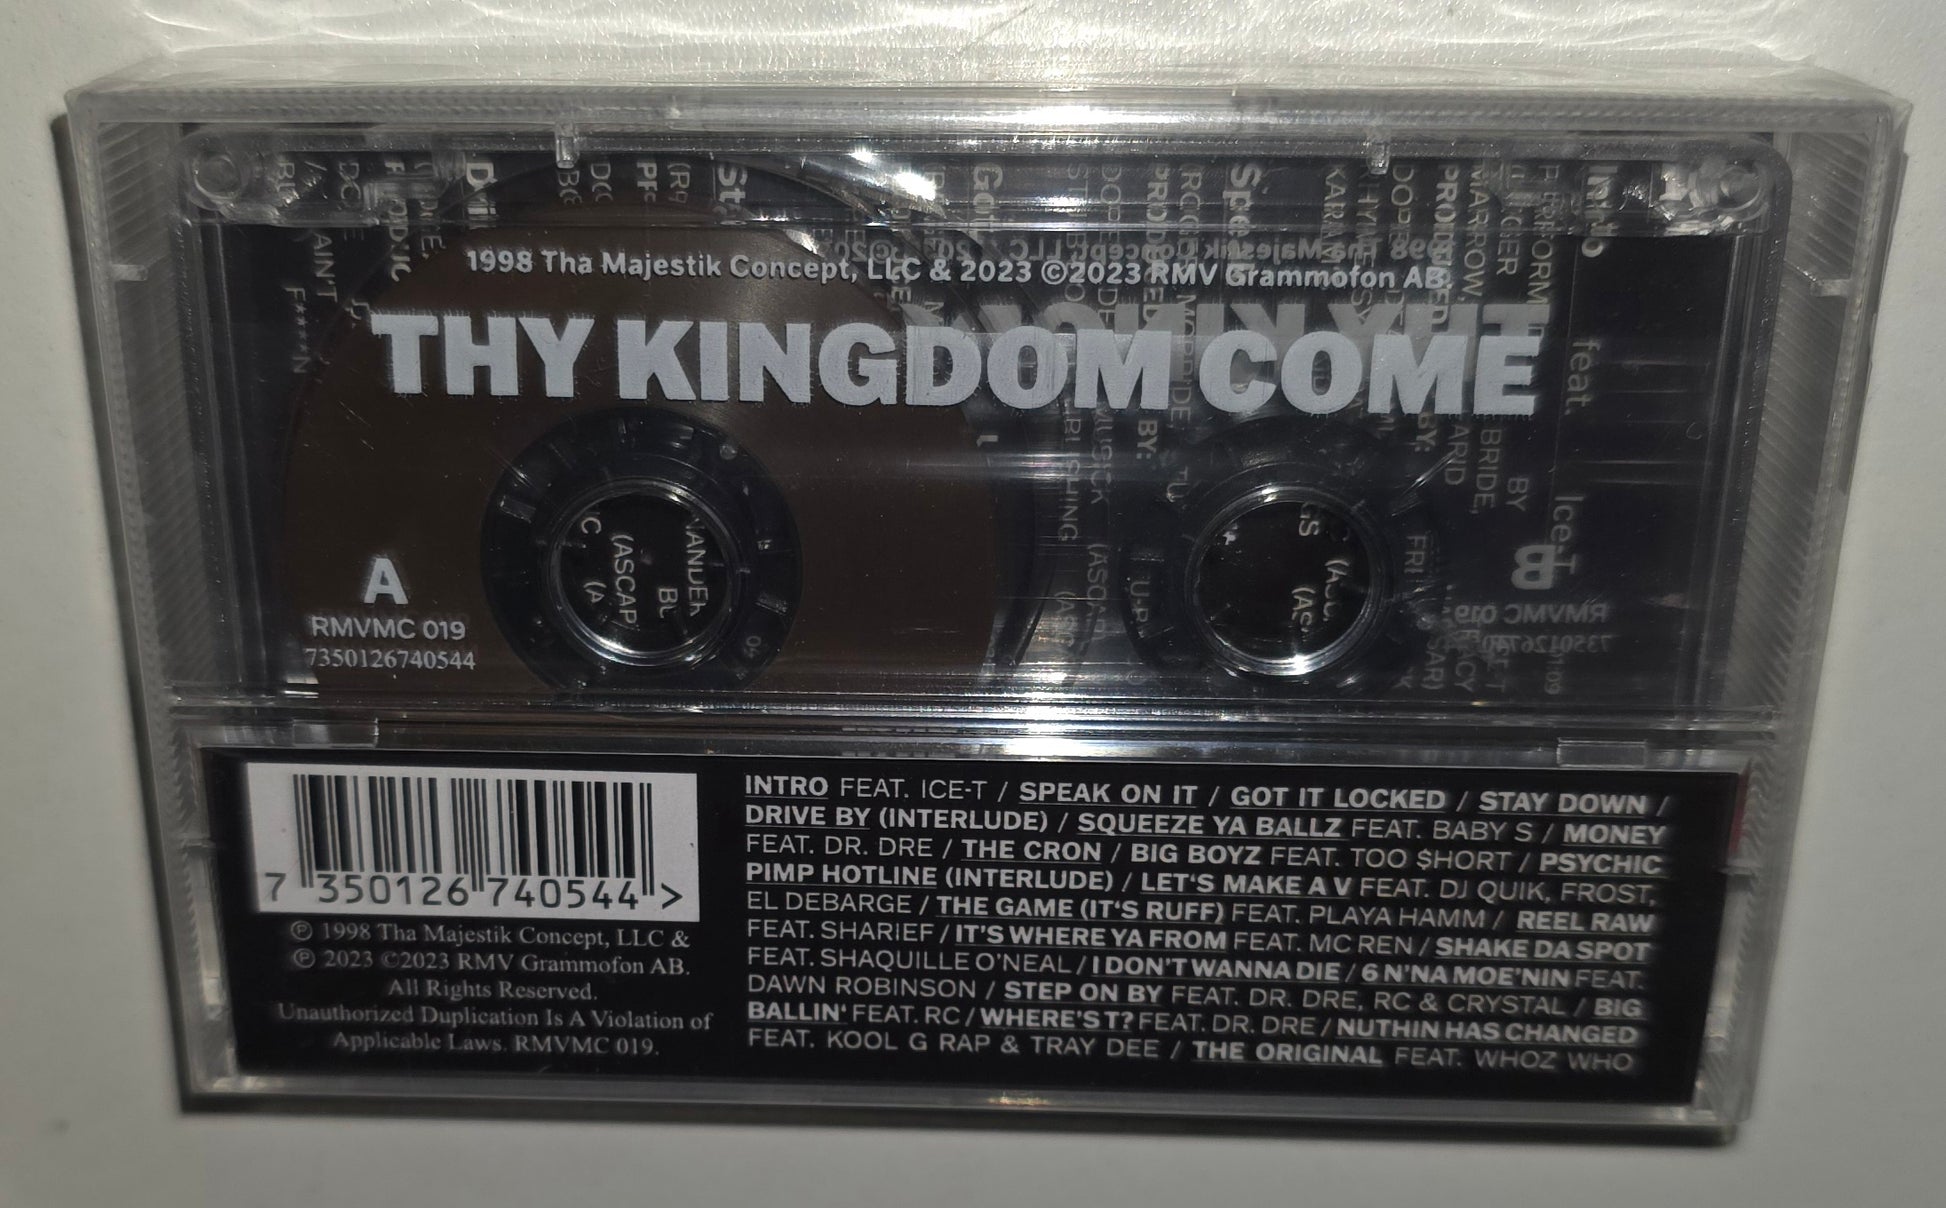 1998 Tha Majestik Concept, LLC & 2023 ©2023 RMV Grammofon AB.
THY KINGDOM COME
A
RMVMC 019
7350126740544
B
feat. Ice-T
7 350126 740544 >
℗ 1998 Tha Majestik Concept, LLC &
℗ 2023 ©2023 RMV Grammofon AB.
All Rights Reserved.
Unauthorized Duplication Is A Violation of
Applicable Laws. RMVMC 019.
INTRO FEAT. ICE-T / SPEAK ON IT / GOT IT LOCKED / STAY DOWN /
DRIVE BY (INTERLUDE) / SQUEEZE YA BALLZ FEAT. BABY S / MONEY
FEAT. DR. DRE / THE CRON / BIG BOYZ FEAT. TOO $HORT / PSYCHIC
PIMP HOTLINE (INTERLUDE) / LET'S MAKE A V FEAT. DJ QUIK, FROST,
EL DEBARGE / THE GAME (IT'S RUFF) FEAT. PLAYA HAMM / REEL RAW
FEAT. SHARIEF / IT'S WHERE YA FROM FEAT. MC REN / SHAKE DA SPOT
FEAT. SHAQUILLE O'NEAL / I DON'T WANNA DIE / 6 N'NA MOE'NIN FEAT.
DAWN ROBINSON / STEP ON BY FEAT. DR. DRE, RC & CRYSTAL / BIG
BALLIN' FEAT. RC / WHERE'S T? FEAT. DR. DRE / NUTHIN HAS CHANGED
FEAT. KOOL G RAP & TRAY DEE / THE ORIGINAL FEAT. WHOZ WHO